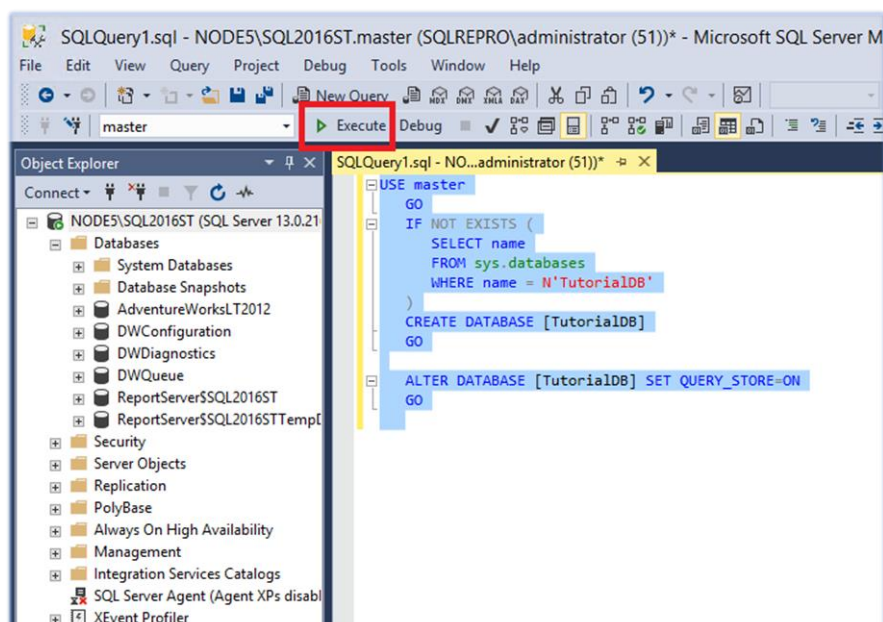 SQLQuery1.sql - NODE5\SQL2016ST.master (SQLREPRO\administrator (51))* - Microsoft SQL Server M
File Edit View Query Project Debug Tools Window Help
New Query MDX DMX XMLA DAX
master Execute Debug
Object Explorer
Connect
NODE5\SQL2016ST (SQL Server 13.0.21
Databases
System Databases
Database Snapshots
AdventureWorksLT2012
DWConfiguration
DWDiagnostics
DWQueue
ReportServer$SQL2016ST
ReportServer$SQL2016STTemp
Security
Server Objects
Replication
PolyBase
Always On High Availability
Management
Integration Services Catalogs
SQL Server Agent (Agent XPs disabl
XEvent Profiler
SQLQuery1.sql - NO...administrator (51))*
USE master
GO
IF NOT EXISTS (
SELECT name
FROM sys.databases
WHERE name = N'TutorialDB'
)
CREATE DATABASE [TutorialDB]
GO
ALTER DATABASE [TutorialDB] SET QUERY_STORE=ON
GO